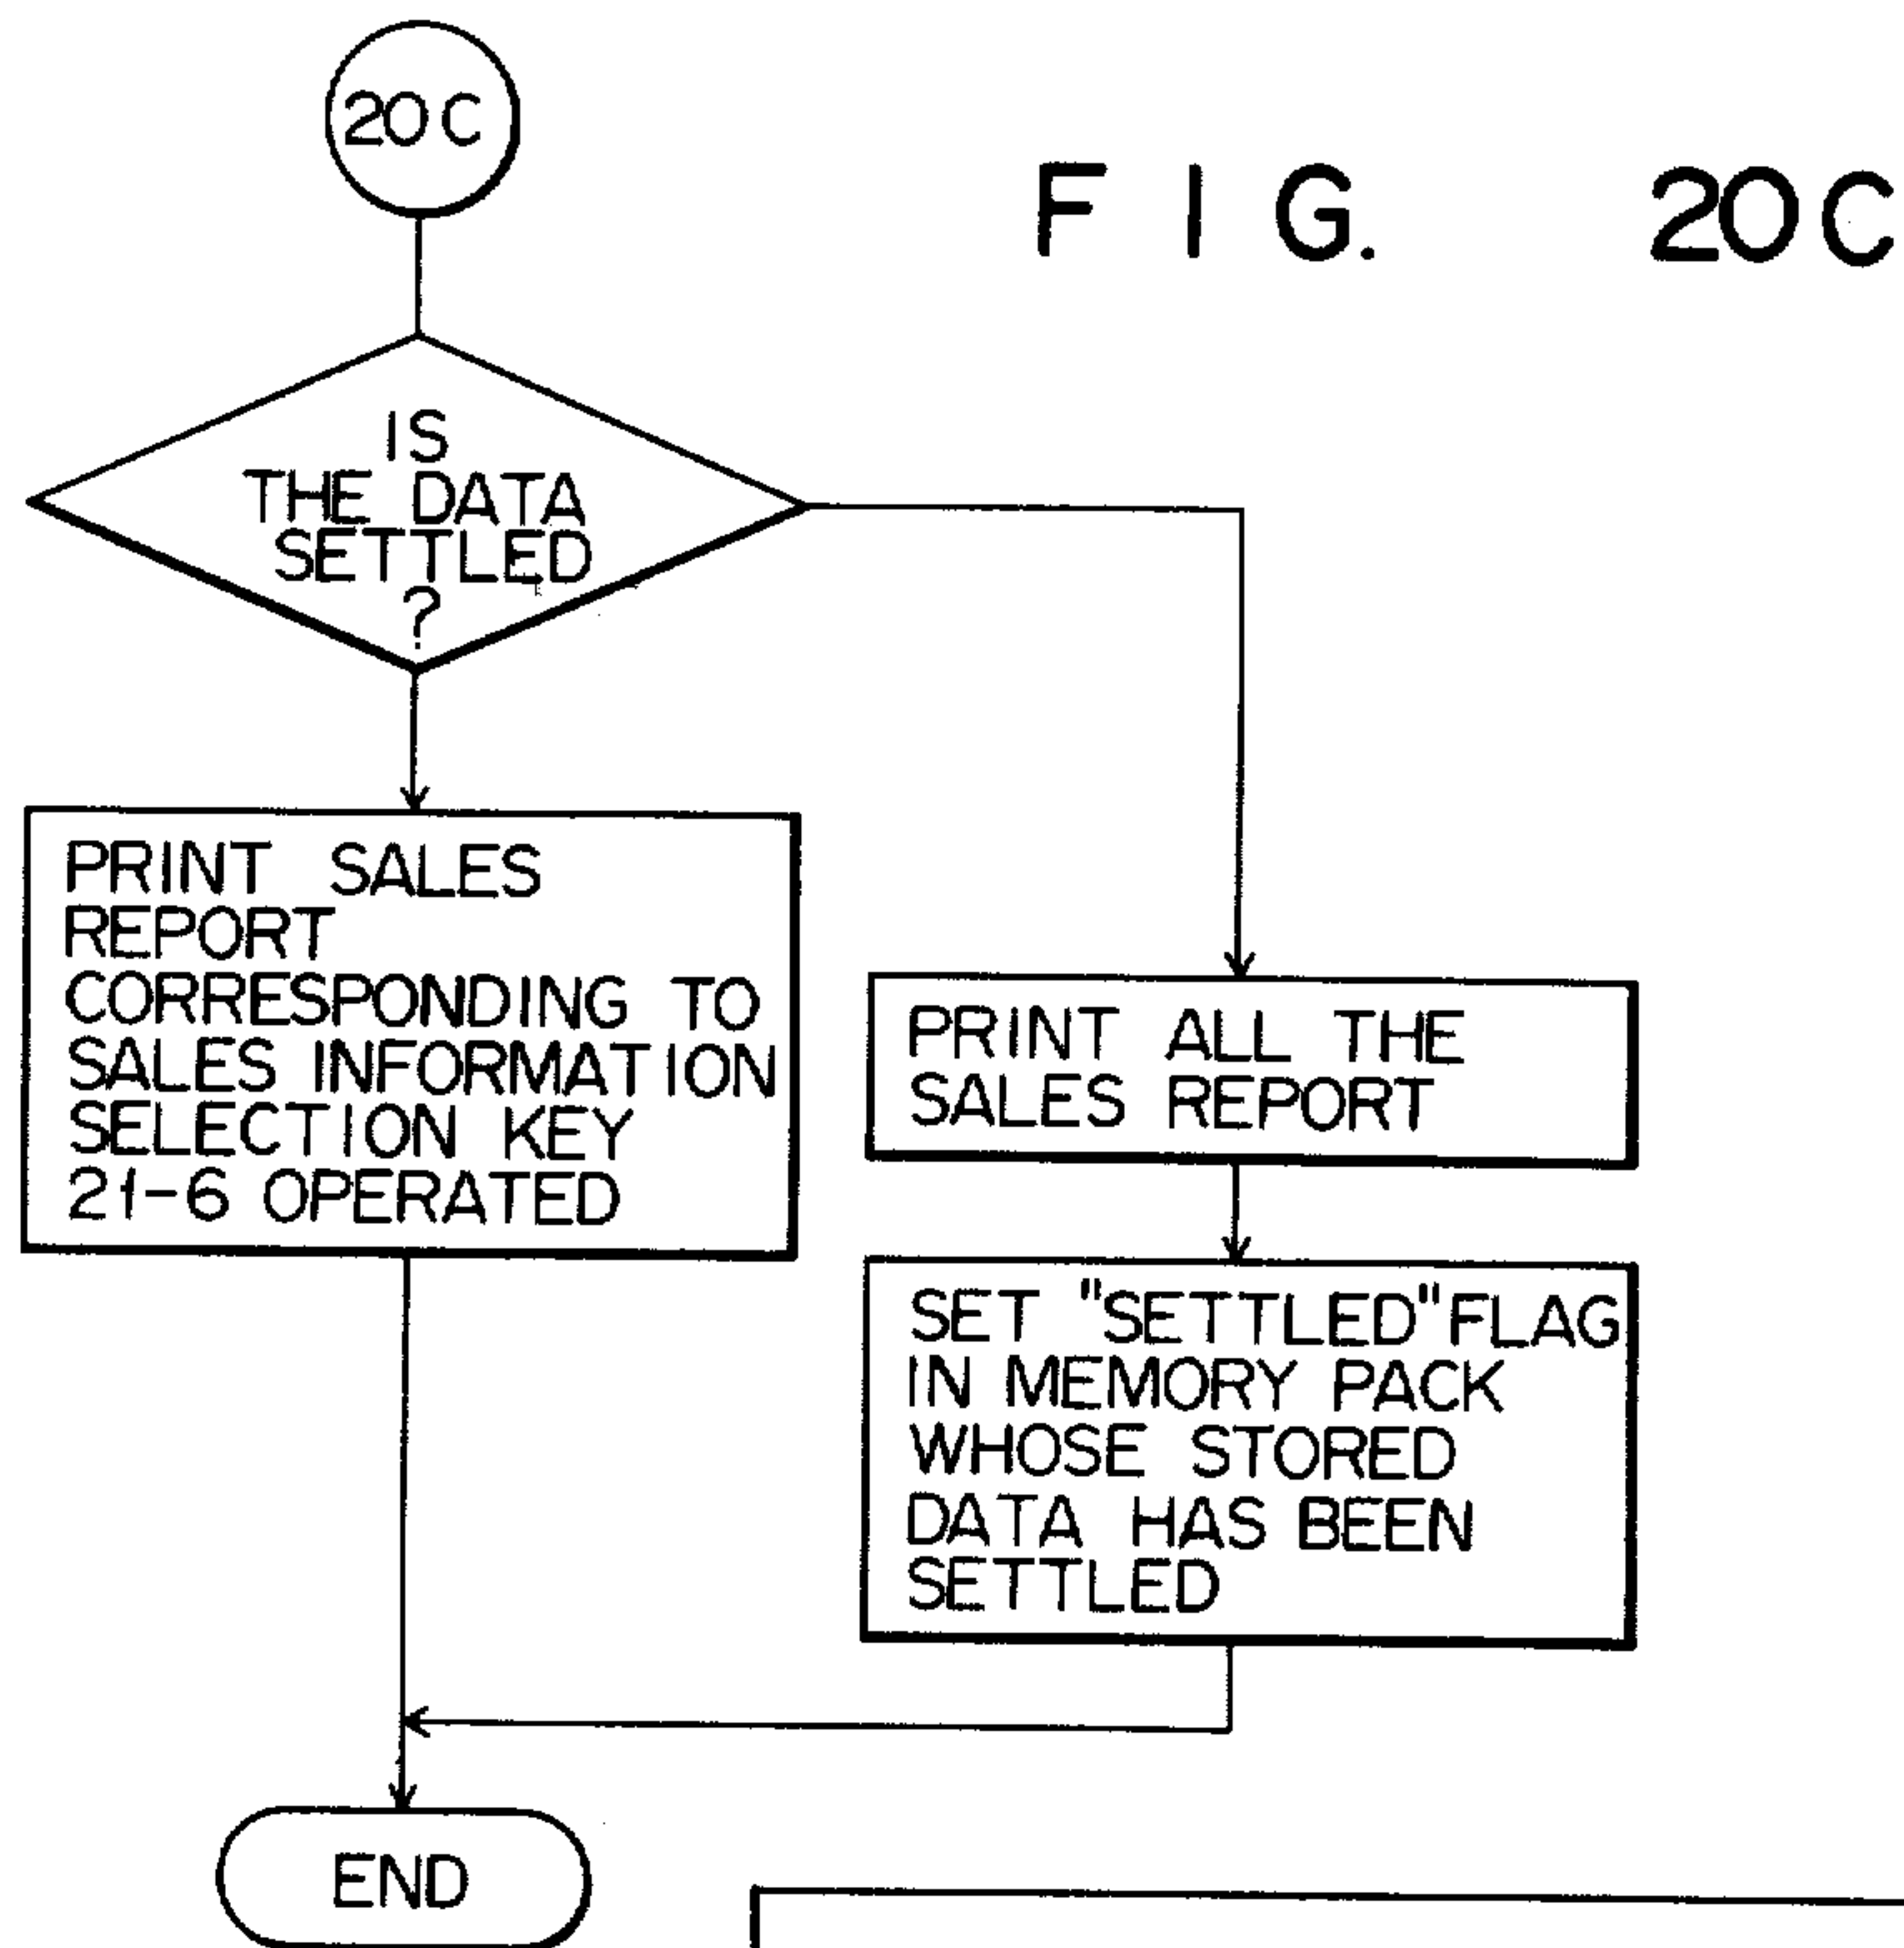 20C
FIG. 20C
IS
THE DATA
SETTLED
?
PRINT SALES
REPORT
CORRESPONDING TO
SALES INFORMATION
SELECTION KEY
21-6 OPERATED
PRINT ALL THE
SALES REPORT
SET "SETTLED" FLAG
IN MEMORY PACK
WHOSE STORED
DATA HAS BEEN
SETTLED
END